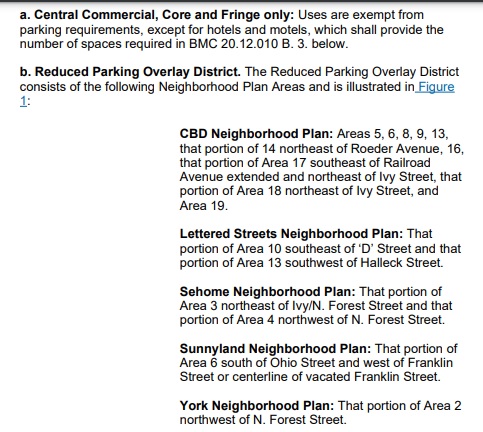 a. Central Commercial, Core and Fringe only: Uses are exempt from
parking requirements, except for hotels and motels, which shall provide the
number of spaces required in BMC 20.12.010 B. 3. below.
b. Reduced Parking Overlay District. The Reduced Parking Overlay District
consists of the following Neighborhood Plan Areas and is illustrated in Figure
1:
CBD Neighborhood Plan: Areas 5, 6, 8, 9, 13,
that portion of 14 northeast of Roeder Avenue, 16,
that portion of Area 17 southeast of Railroad
Avenue extended and northeast of Ivy Street, that
portion of Area 18 northeast of Ivy Street, and
Area 19.
Lettered Streets Neighborhood Plan: That
portion of Area 10 southeast of 'D' Street and that
portion of Area 13 southwest of Halleck Street.
Sehome Neighborhood Plan: That portion of
Area 3 northeast of Ivy/N. Forest Street and that
portion of Area 4 northwest of N. Forest Street.
Sunnyland Neighborhood Plan: That portion of
Area 6 south of Ohio Street and west of Franklin
Street or centerline of vacated Franklin Street.
York Neighborhood Plan: That portion of Area 2
northwest of N. Forest Street.